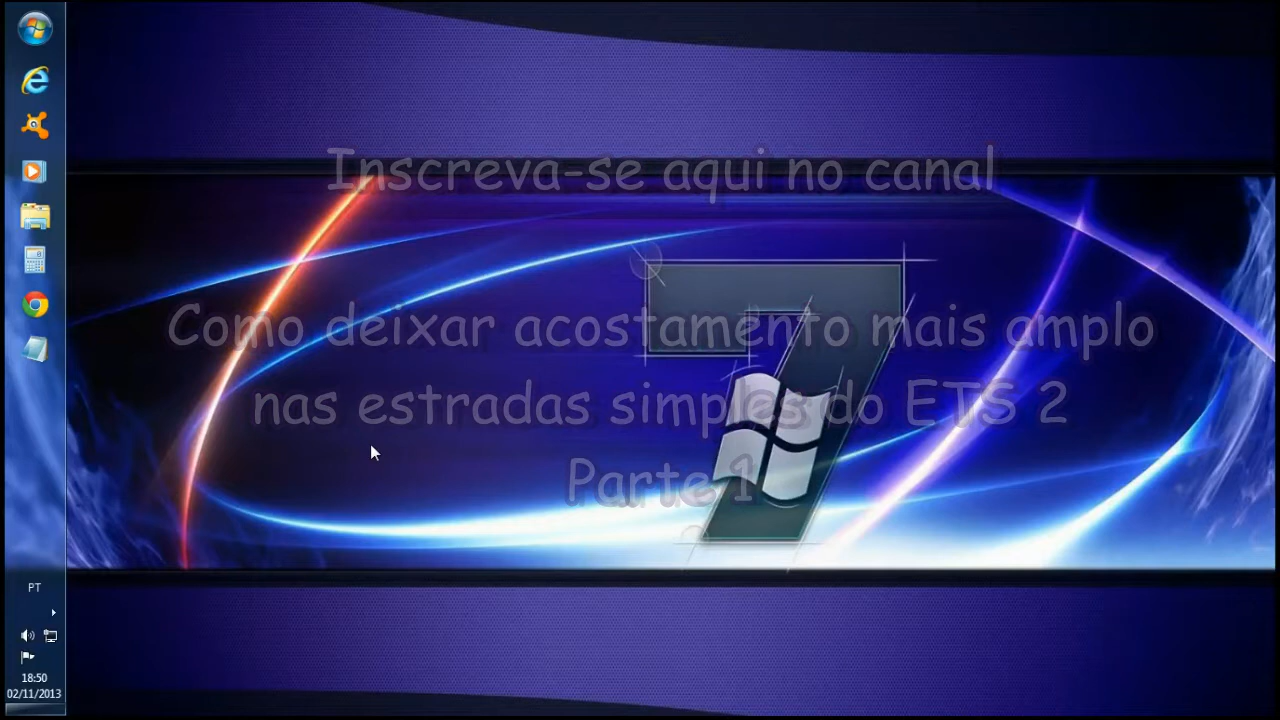 Inscreva-se aqui no canal
Como deixar acostamento mais amplo
nas estradas simples do ETS 2
Parte 1
7
PT
18:50
02/11/2013